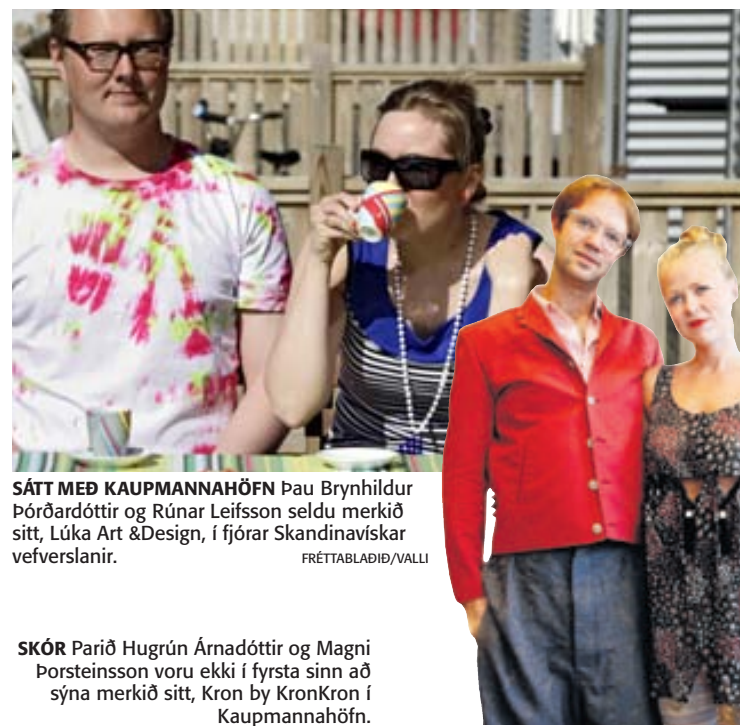 SÁTT MEÐ KAUPMANNAHÖFN Þau Brynhildur
Þórðardóttir og Rúnar Leifsson seldu merkið
sitt, Lúka Art &Design, í fjórar Skandinavískar
vefverslanir.
FRÉTTABLAÐIÐ/VALLI
SKÓR Parið Hugrún Árnadóttir og Magni
Þorsteinsson voru ekki í fyrsta sinn að
sýna merkið sitt, Kron by KronKron í
Kaupmannahöfn.